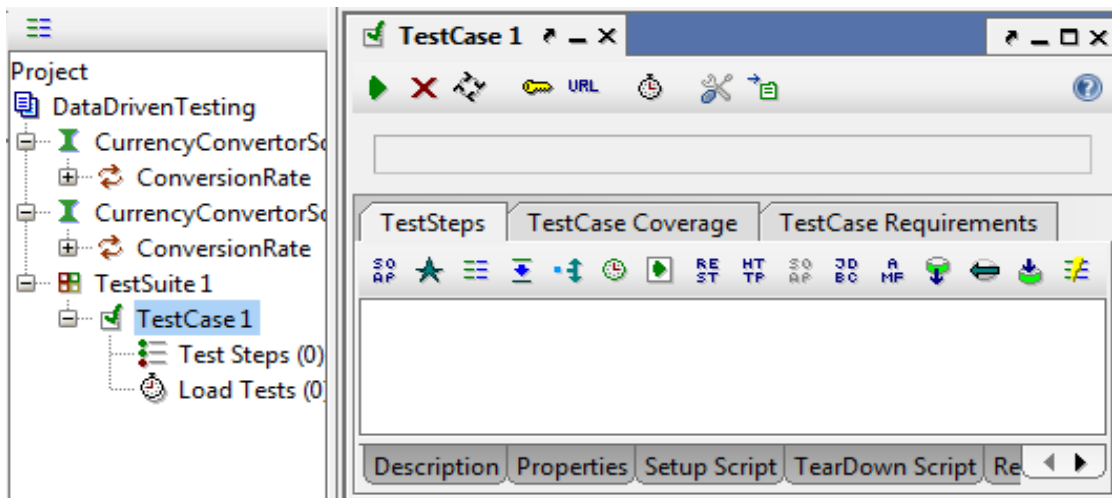 Project
DataDrivenTesting
CurrencyConvertorSo
ConversionRate
CurrencyConvertorSo
ConversionRate
TestSuite 1
TestCase 1
Test Steps (0)
Load Tests (0)
TestCase 1
URL
TestSteps TestCase Coverage TestCase Requirements
SO AP RE ST HT TP SO AP JD BC A MF
Description Properties Setup Script TearDown Script Re